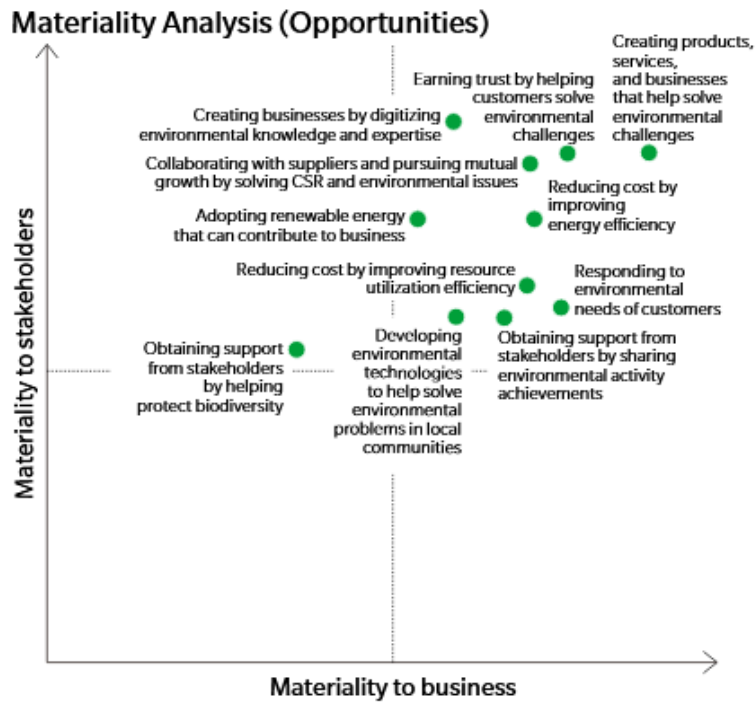 Materiality Analysis (Opportunities)
Creating products,
services,
and businesses
that help solve
environmental
challenges
Earning trust by helping
customers solve
environmental
challenges
Creating businesses by digitizing
environmental knowledge and expertise
Collaborating with suppliers and pursuing mutual
growth by solving CSR and environmental issues
Reducing cost by
improving
energy efficiency
Adopting renewable energy
that can contribute to business
Reducing cost by improving resource
utilization efficiency
Responding to
environmental
needs of customers
Obtaining support
from stakeholders
by helping
protect biodiversity
Developing
environmental
technologies
to help solve
environmental
problems in local
communities
Obtaining support from
stakeholders by sharing
environmental activity
achievements
Materiality to stakeholders
Materiality to business